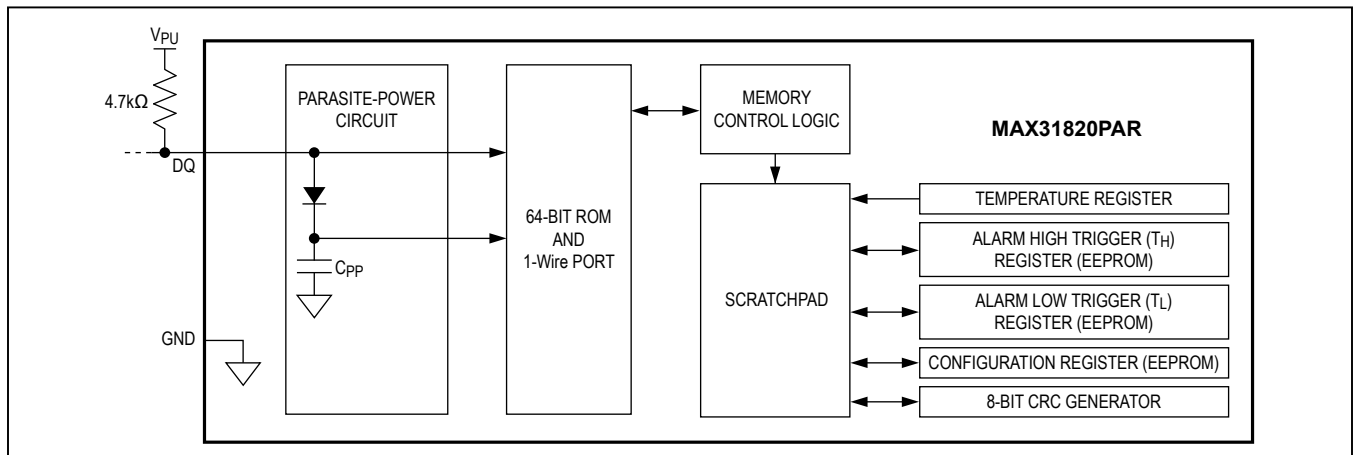 VPU
4.7kΩ
DQ
GND
PARASITE-POWER
CIRCUIT
CPP
64-BIT ROM
AND
1-Wire PORT
MEMORY
CONTROL LOGIC
SCRATCHPAD
MAX31820PAR
TEMPERATURE REGISTER
ALARM HIGH TRIGGER (TH)
REGISTER (EEPROM)
ALARM LOW TRIGGER (TL)
REGISTER (EEPROM)
CONFIGURATION REGISTER (EEPROM)
8-BIT CRC GENERATOR